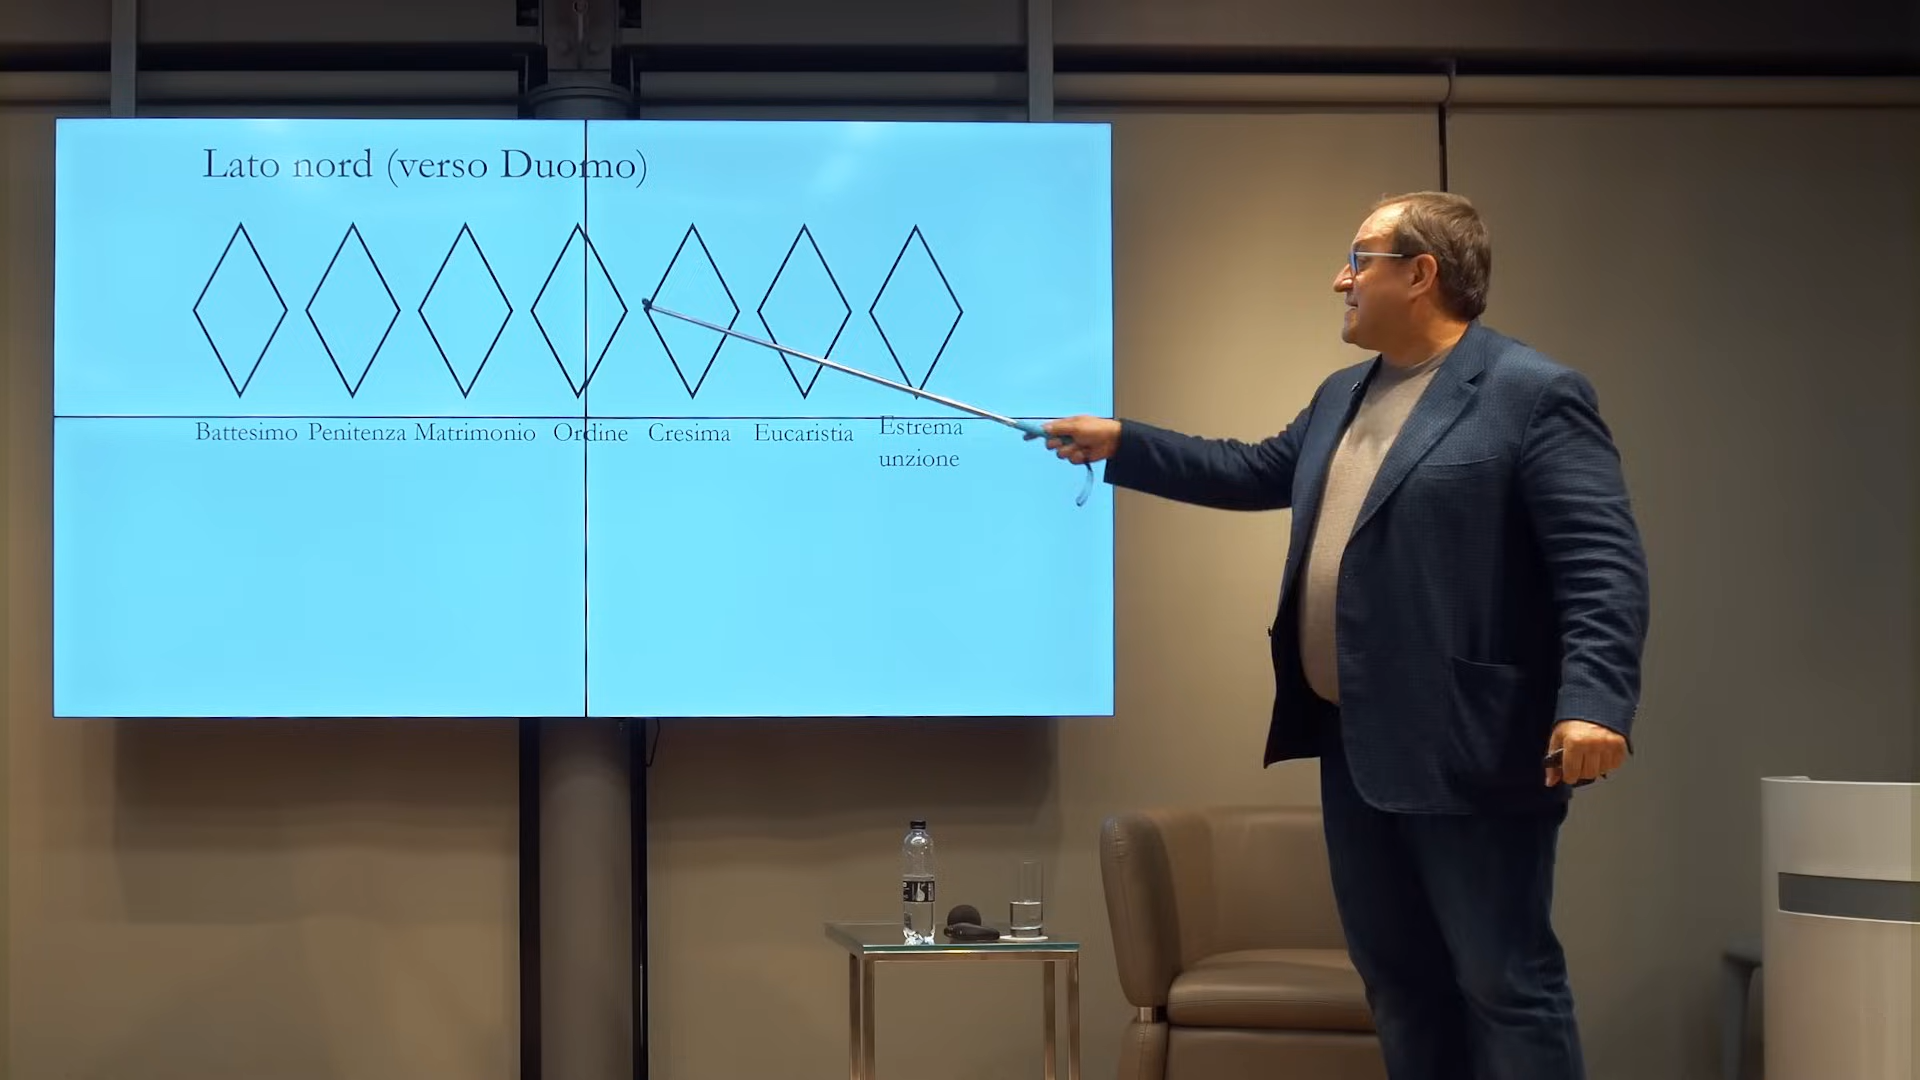 Lato nord (verso Duomo)
Battesimo Penitenza Matrimonio Ordine Cresima Eucaristia Estrema
unzione